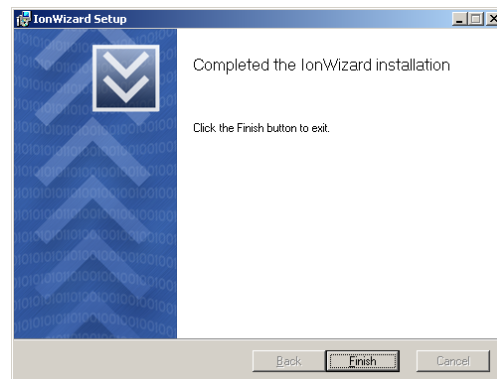 IonWizard Setup
Completed the IonWizard installation
Click the Finish button to exit.
Back Finish Cancel